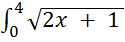 ∫₀⁴ √(2x + 1)